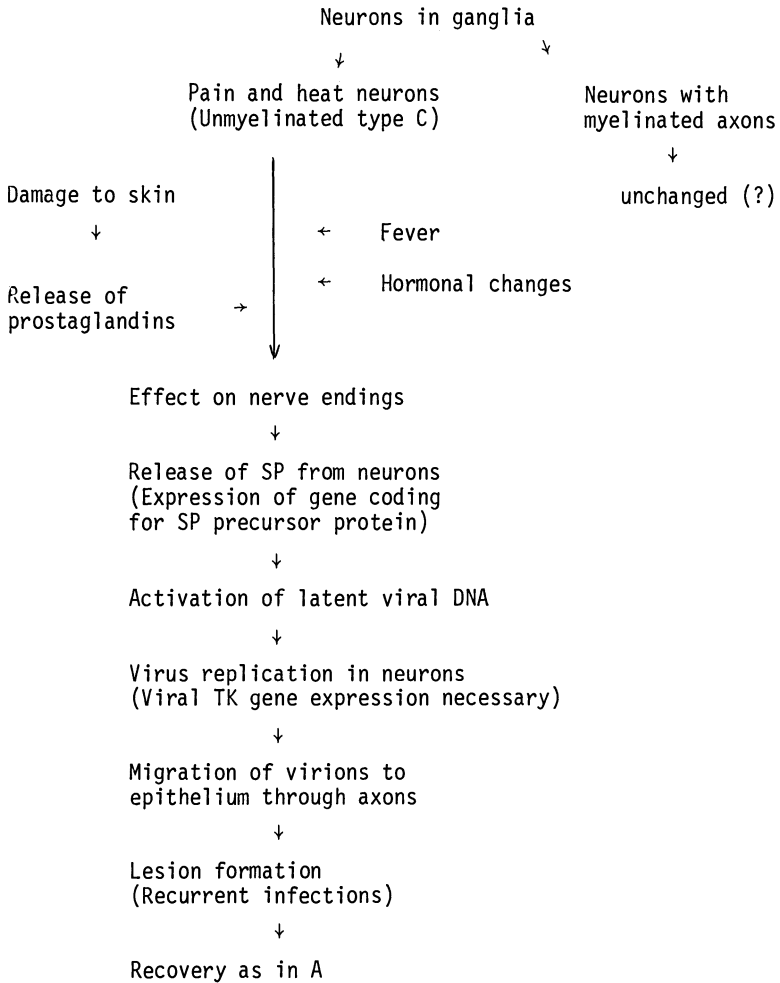 Neurons in ganglia
↓ ↘
Pain and heat neurons
(Unmyelinated type C)
Neurons with
myelinated axons
↓
unchanged (?)
Damage to skin
↓
Release of
prostaglandins →
← Fever
← Hormonal changes
↓
Effect on nerve endings
↓
Release of SP from neurons
(Expression of gene coding
for SP precursor protein)
↓
Activation of latent viral DNA
↓
Virus replication in neurons
(Viral TK gene expression necessary)
↓
Migration of virions to
epithelium through axons
↓
Lesion formation
(Recurrent infections)
↓
Recovery as in A